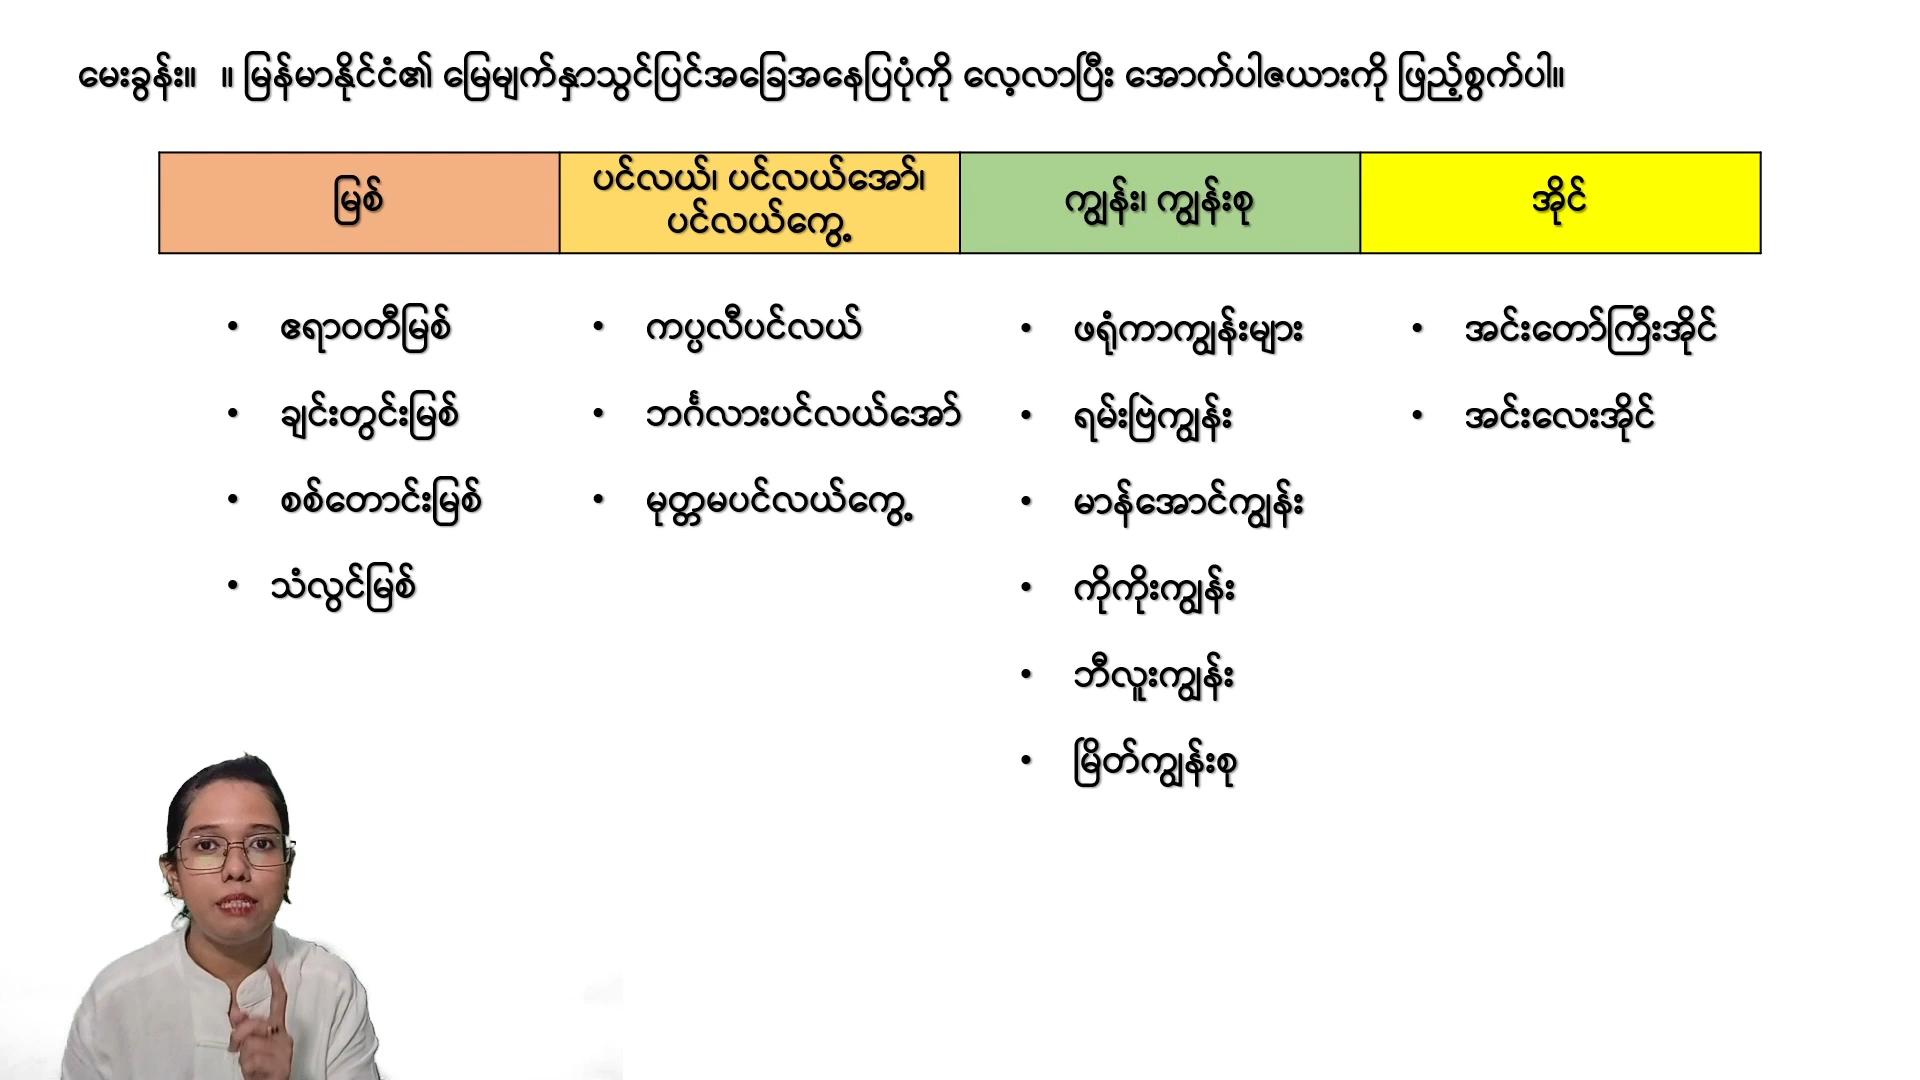 မေးခွန်း။ ။ မြန်မာနိုင်ငံ၏ မြေမျက်နှာသွင်ပြင်အခြေအနေပြပုံကို လေ့လာပြီး အောက်ပါဇယားကို ဖြည့်စွက်ပါ။
မြစ်
ပင်လယ်၊ ပင်လယ်အော်၊
ပင်လယ်ကွေ့
ကျွန်း၊ ကျွန်းစု
အိုင်
• ဧရာဝတီမြစ်
• ချင်းတွင်းမြစ်
• စစ်တောင်းမြစ်
• သံလွင်မြစ်
• ကပ္ပလီပင်လယ်
• ဘင်္ဂလားပင်လယ်အော်
• မုတ္တမပင်လယ်ကွေ့
• ဖရုံကာကျွန်းများ
• ရမ်းဗြဲကျွန်း
• မာန်အောင်ကျွန်း
• ကိုကိုးကျွန်း
• ဘီလူးကျွန်း
• မြိတ်ကျွန်းစု
• အင်းတော်ကြီးအိုင်
• အင်းလေးအိုင်